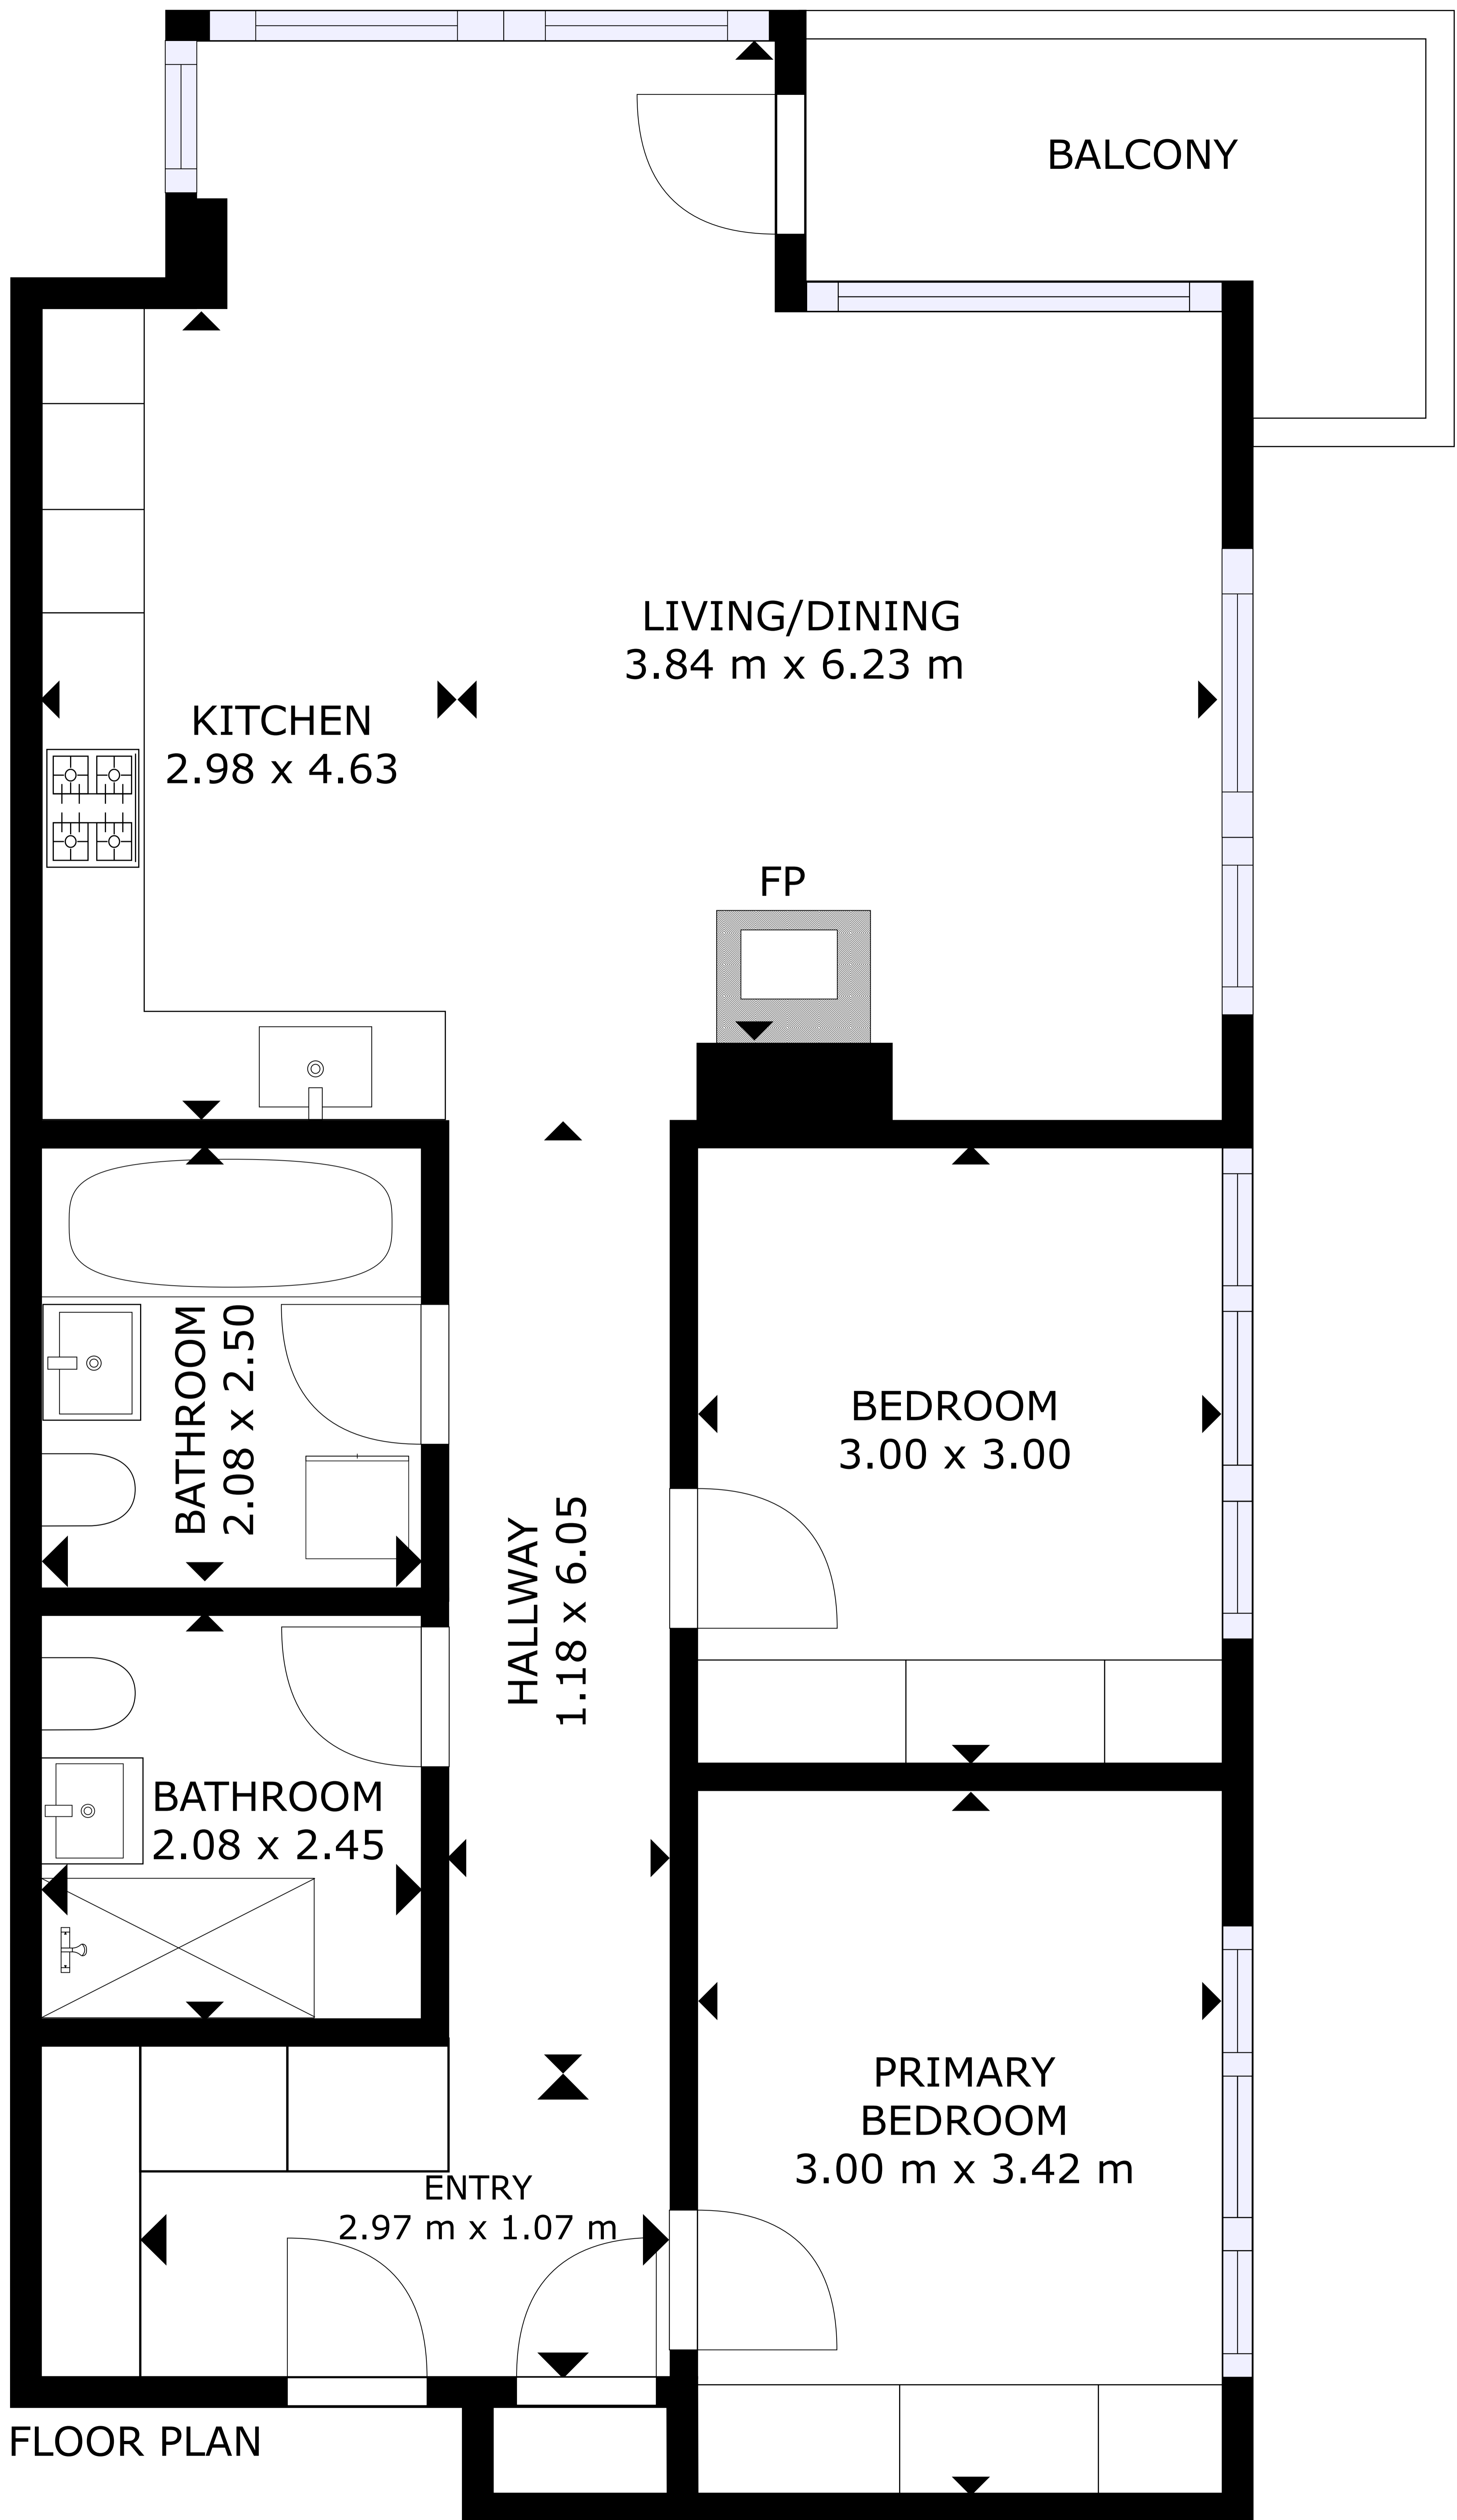 BALCONY
LIVING/DINING
3.84 m x 6.23 m
KITCHEN
2.98 x 4.63
FP
BATHROOM
2.08 x 2.50
BEDROOM
3.00 x 3.00
HALLWAY
1.18 x 6.05
BATHROOM
2.08 x 2.45
PRIMARY
BEDROOM
3.00 m x 3.42 m
ENTRY
2.97 m x 1.07 m
FLOOR PLAN